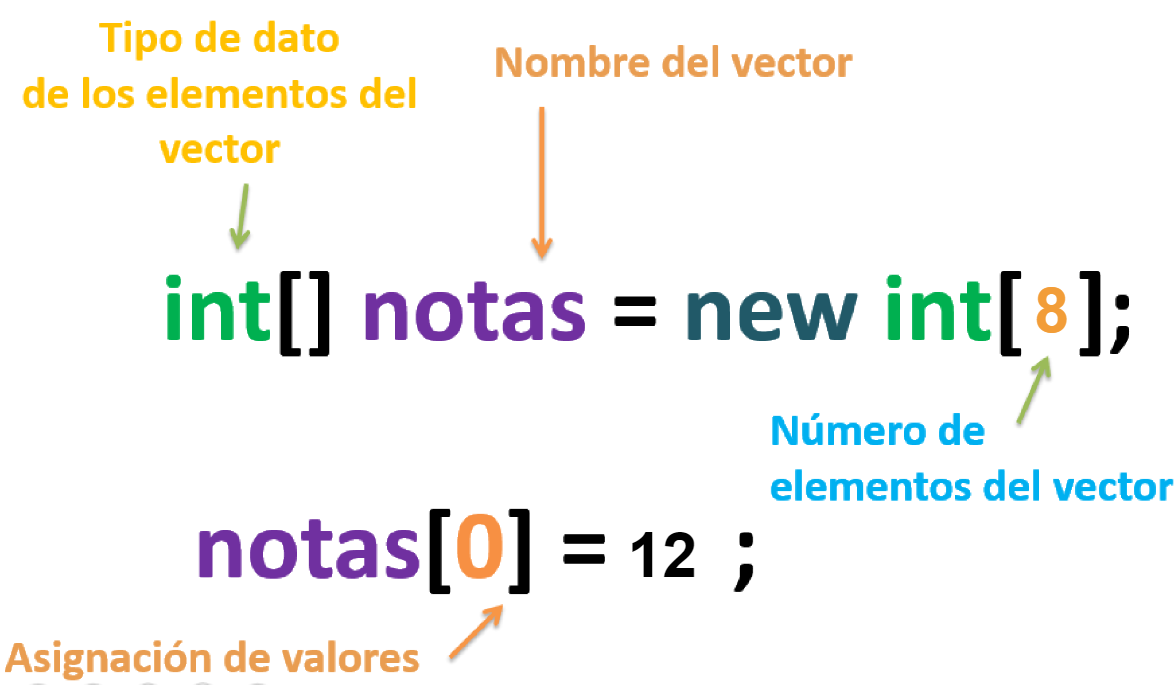 Tipo de dato
de los elementos del
vector
Nombre del vector
int[] notas = new int[ 8 ];
Número de
elementos del vector
notas[0] = 12 ;
Asignación de valores